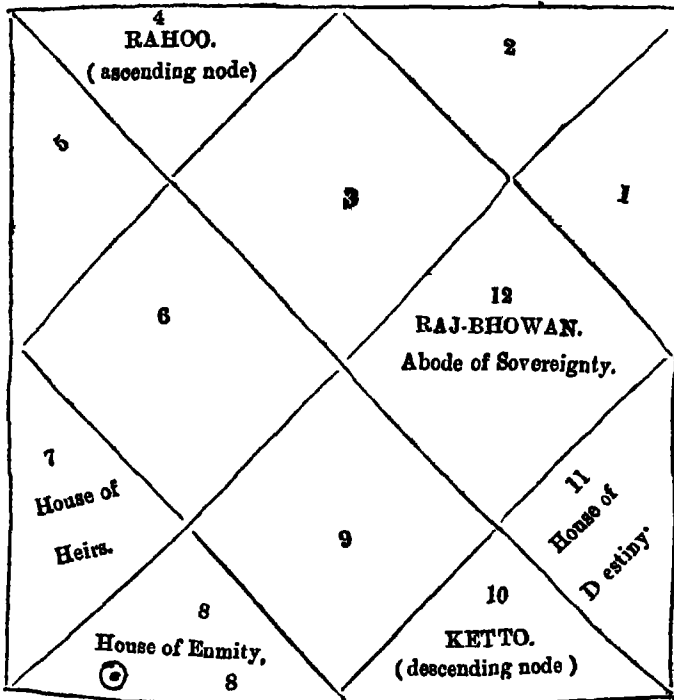 4
RAHOO.
(ascending node)
2
5
3
1
6
12
RAJ-BHOWAN.
Abode of Sovereignty.
7
House of
Heirs.
9
11
House of
Destiny.
8
House of Enmity,
8
10
KETTO.
(descending node)